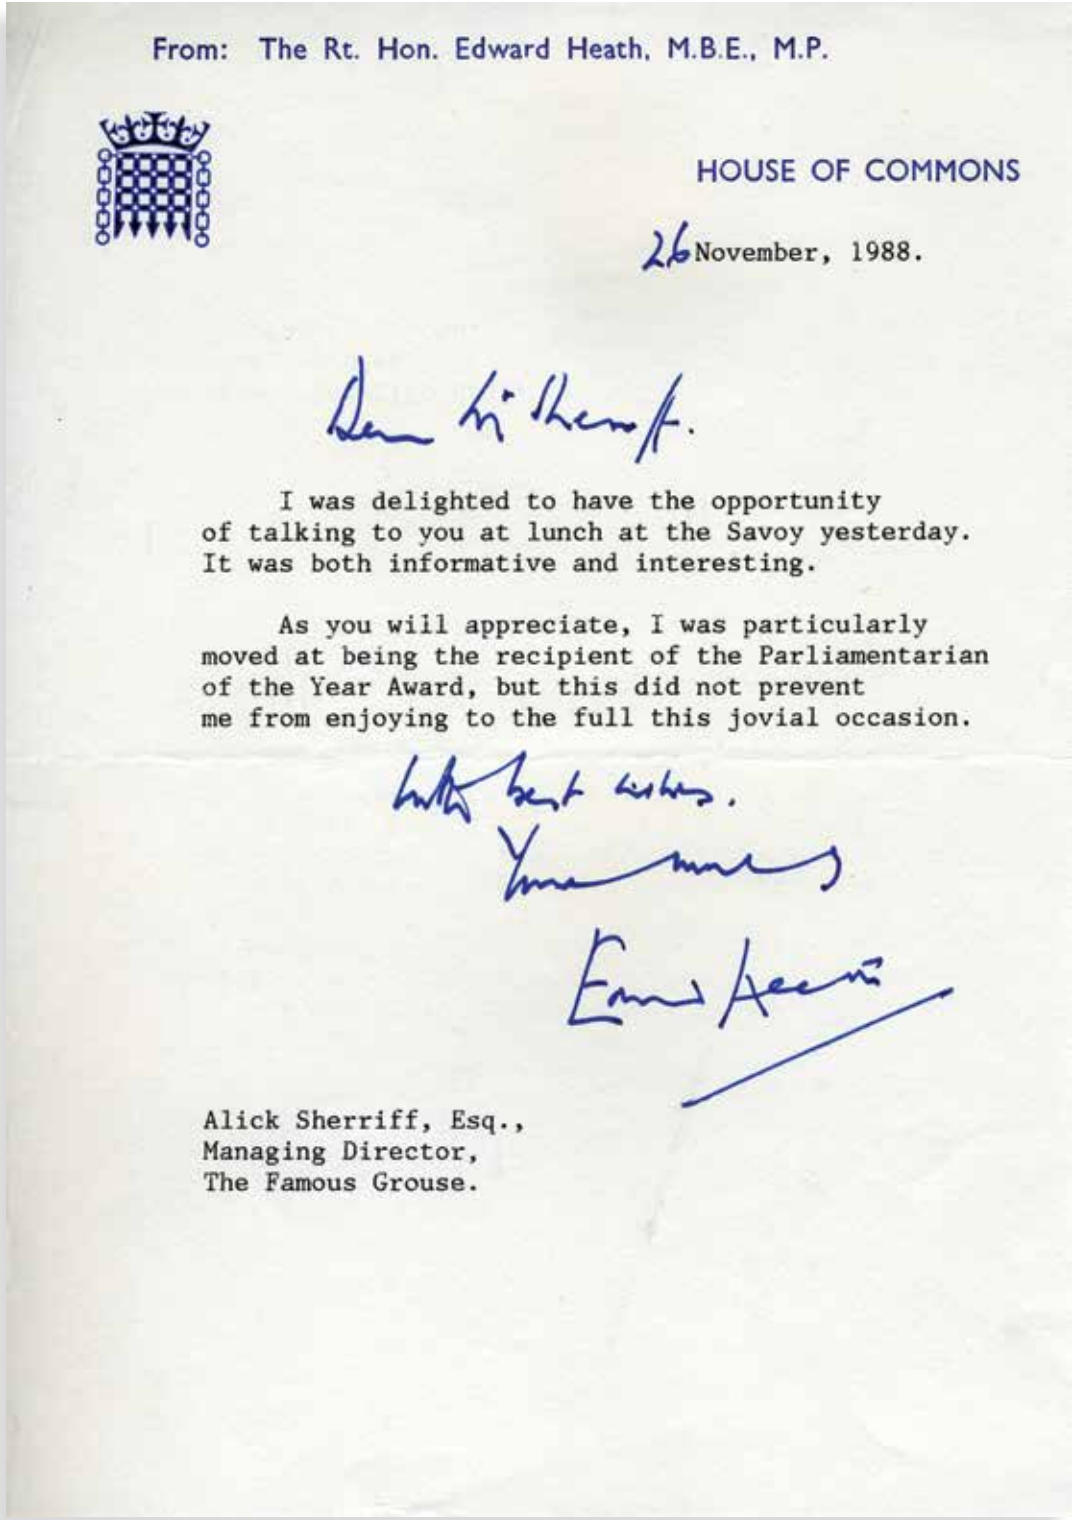 From: The Rt. Hon. Edward Heath, M.B.E., M.P.
HOUSE OF COMMONS
26 November, 1988.
Dear Mr Sherriff.
I was delighted to have the opportunity
of talking to you at lunch at the Savoy yesterday.
It was both informative and interesting.
As you will appreciate, I was particularly
moved at being the recipient of the Parliamentarian
of the Year Award, but this did not prevent
me from enjoying to the full this jovial occasion.
With best wishes.
Yours
Edward Heath
Alick Sherriff, Esq.,
Managing Director,
The Famous Grouse.